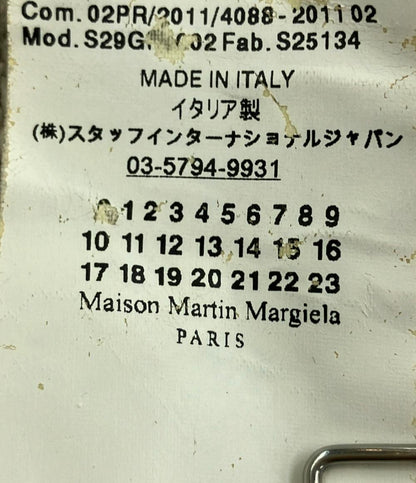 Com. 02PR/2011/4088-2011 02
Mod. Fab. S25134
MADE IN ITALY
イタリア製
(株)スタッフインターナショナルジャパン
03-5794-9931
0 1 2 3 4 5 6 7 8 9
10 11 12 13 14 15 16
17 18 19 20 21 22 23
Maison Martin Margiela
PARIS